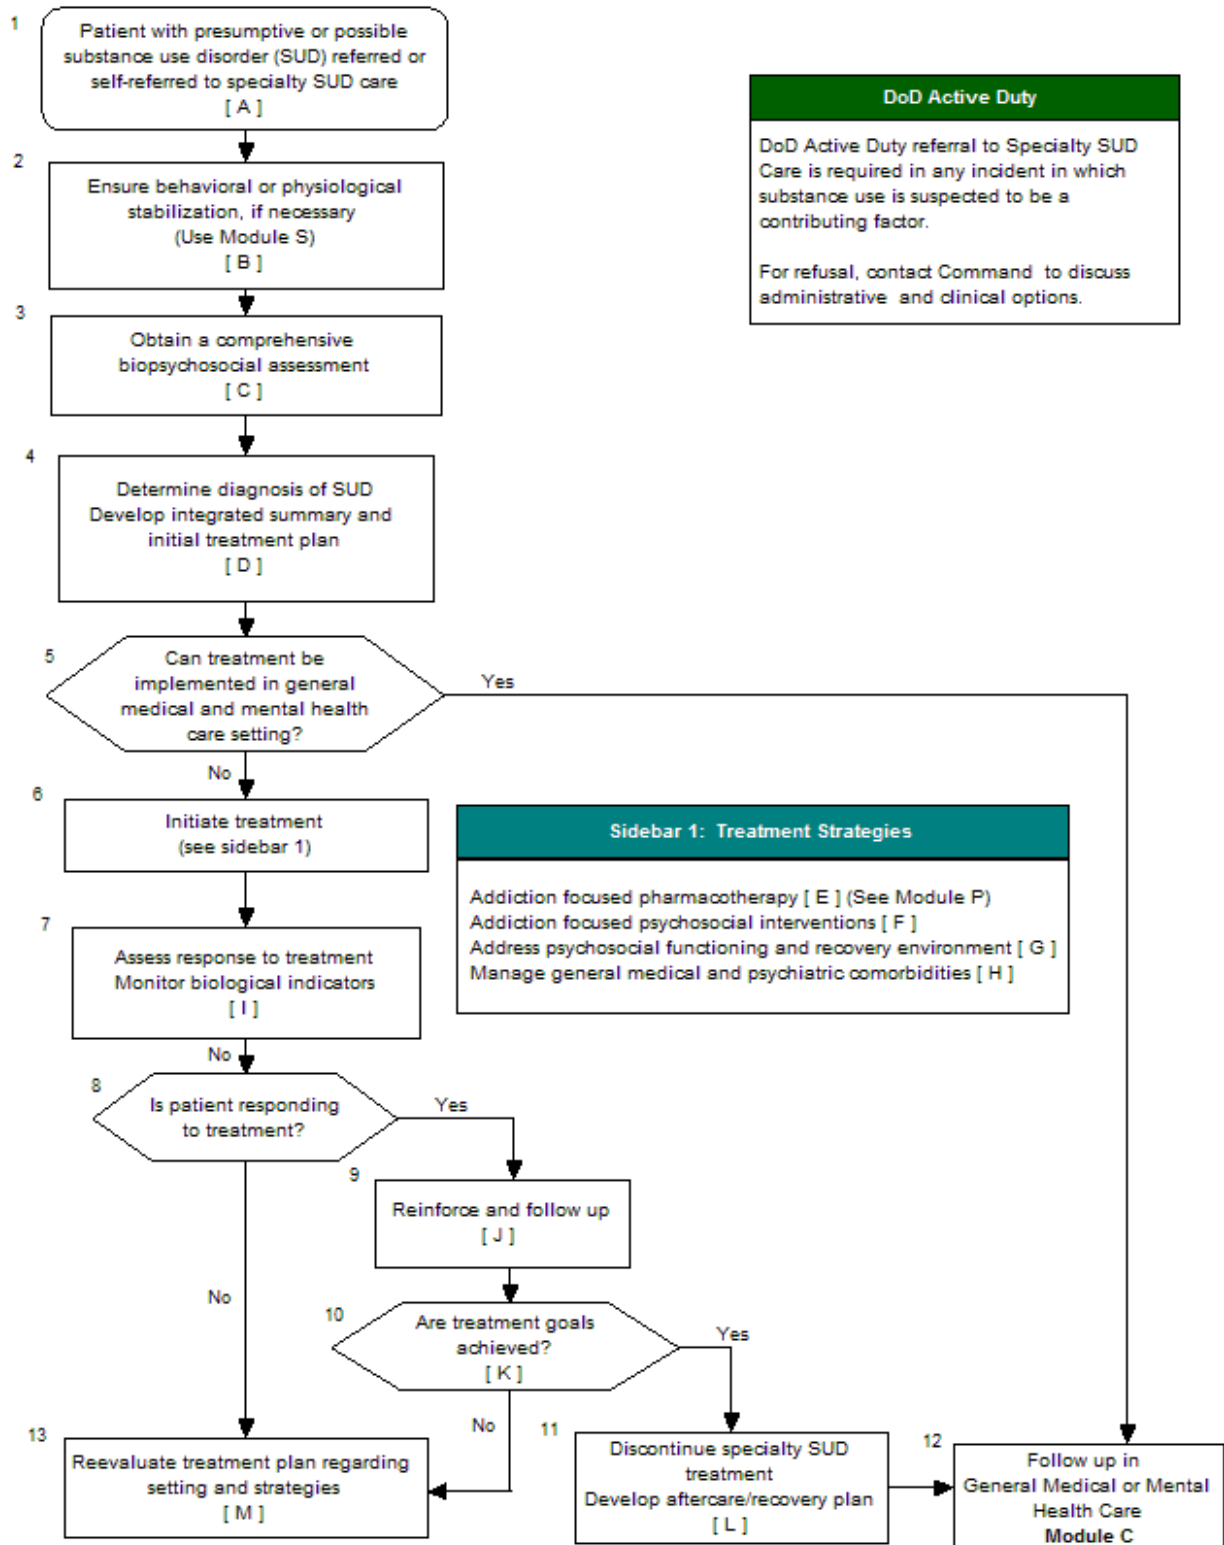 1
Patient with presumptive or possible
substance use disorder (SUD) referred or
self-referred to specialty SUD care
[ A ]
DoD Active Duty
DoD Active Duty referral to Specialty SUD
Care is required in any incident in which
substance use is suspected to be a
contributing factor.
For refusal, contact Command to discuss
administrative and clinical options.
2
Ensure behavioral or physiological
stabilization, if necessary
(Use Module S)
[ B ]
3
Obtain a comprehensive
biopsychosocial assessment
[ C ]
4
Determine diagnosis of SUD
Develop integrated summary and
initial treatment plan
[ D ]
5
Can treatment be
implemented in general
medical and mental health
care setting?
Yes
No
6
Initiate treatment
(see sidebar 1)
Sidebar 1: Treatment Strategies
Addiction focused pharmacotherapy [ E ] (See Module P)
Addiction focused psychosocial interventions [ F ]
Address psychosocial functioning and recovery environment [ G ]
Manage general medical and psychiatric comorbidities [ H ]
7
Assess response to treatment
Monitor biological indicators
[ I ]
No
8
Is patient responding
to treatment?
Yes
No
9
Reinforce and follow up
[ J ]
10
Are treatment goals
achieved?
[ K ]
Yes
No
11
Discontinue specialty SUD
treatment
Develop aftercare/recovery plan
[ L ]
12
Follow up in
General Medical or Mental
Health Care
Module C
13
Reevaluate treatment plan regarding
setting and strategies
[ M ]